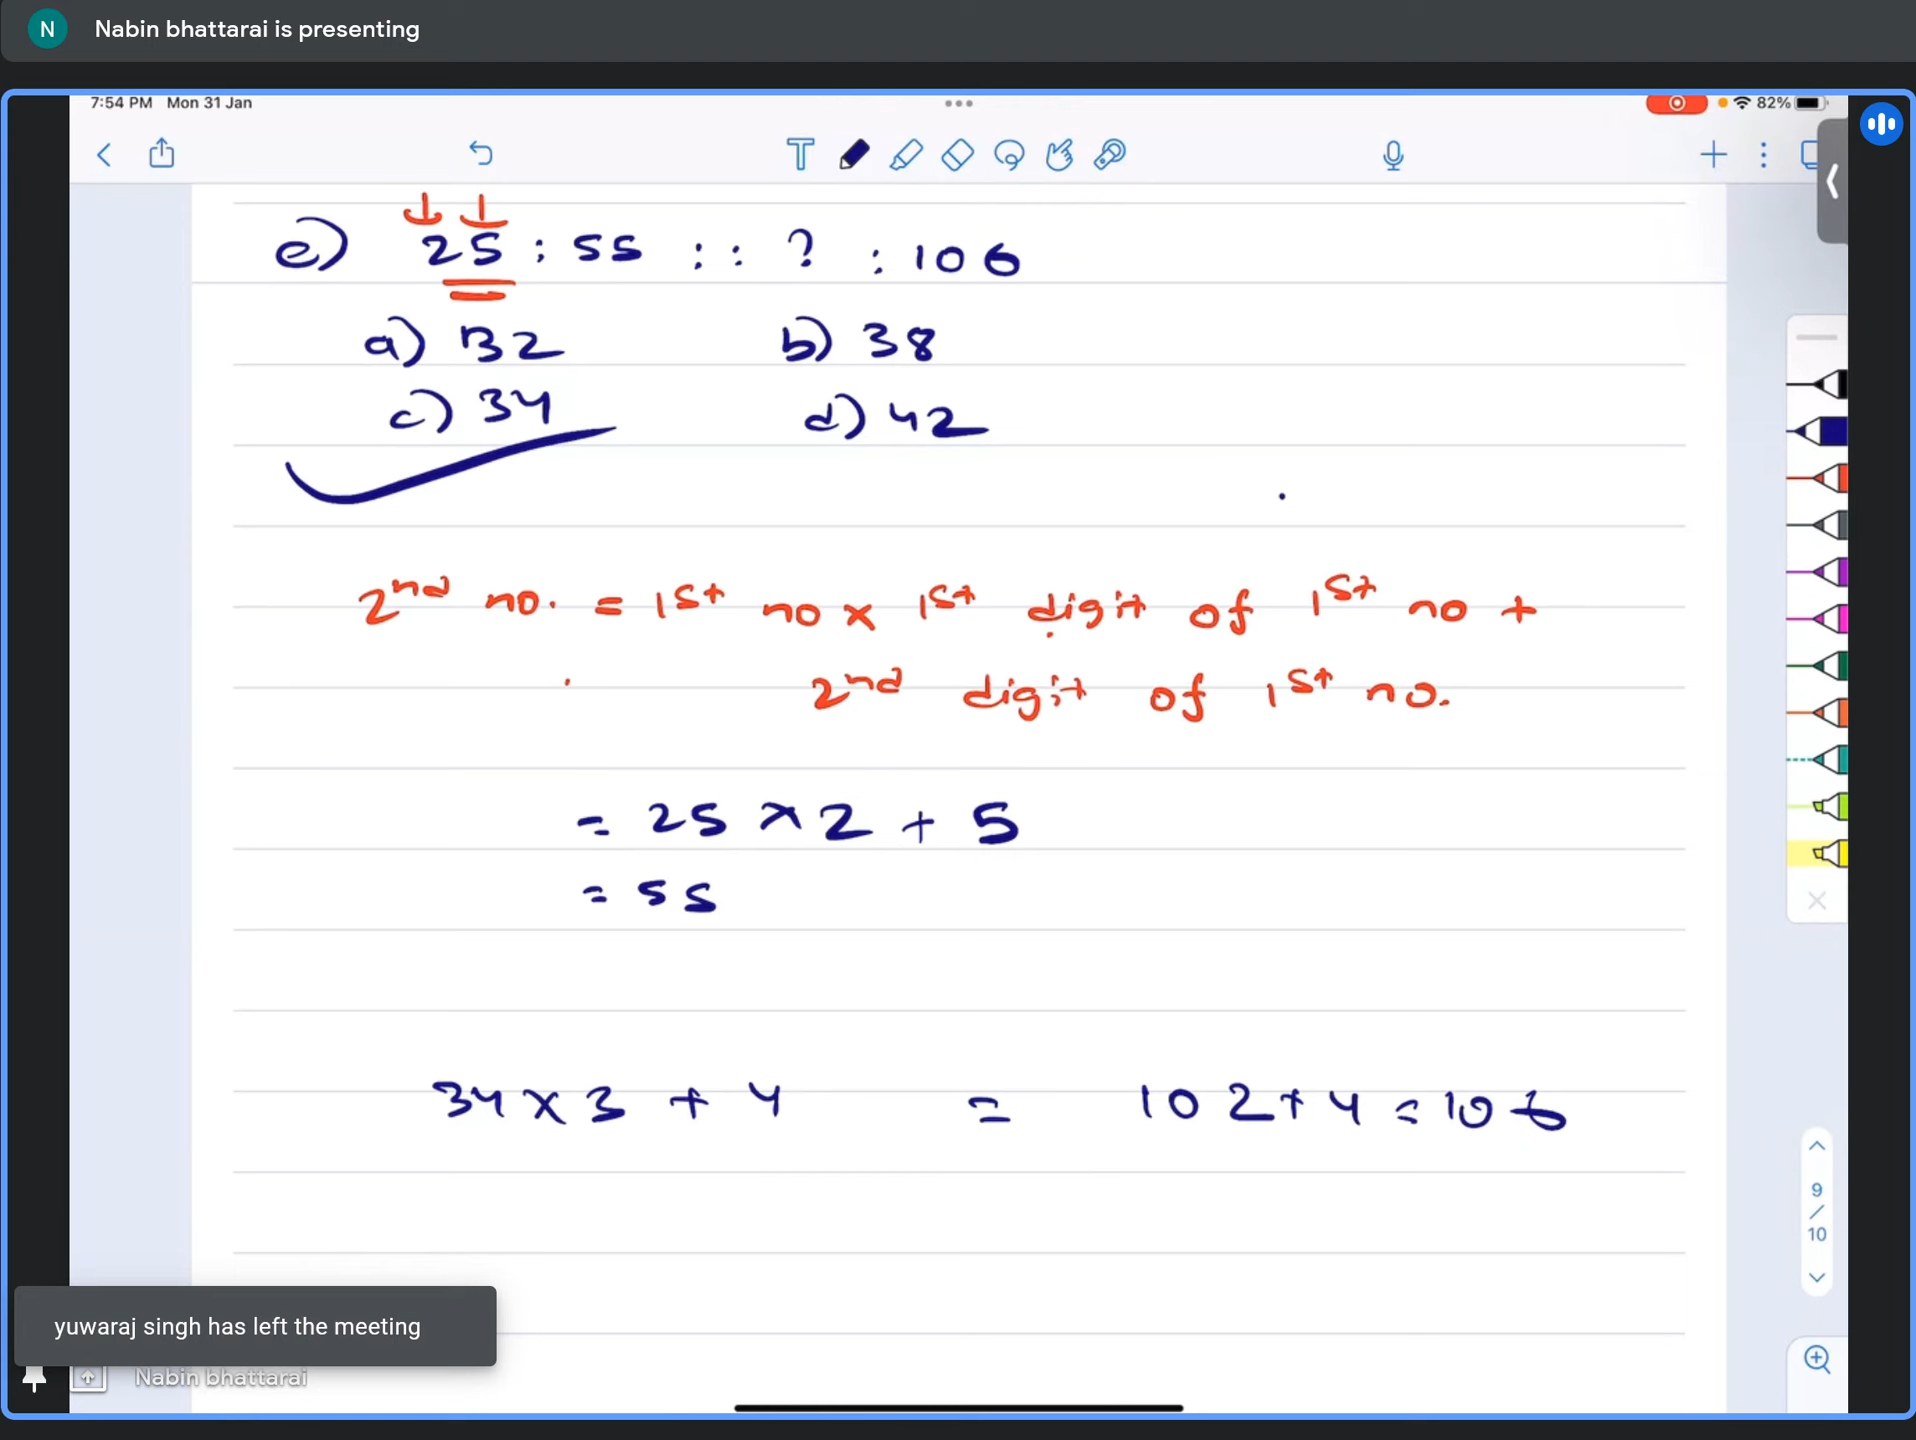 N Nabin bhattarai is presenting
7:54 PM Mon 31 Jan
82%
e) 25 : 55 :: ? : 106
a) 132 b) 38
c) 34 d) 42
2nd no. = 1st no x 1st digit of 1st no +
2nd digit of 1st no.
= 25 x 2 + 5
= 55
34 x 3 + 4 = 102 + 4 = 106
9
/
10
yuwaraj singh has left the meeting
Nabin bhattarai